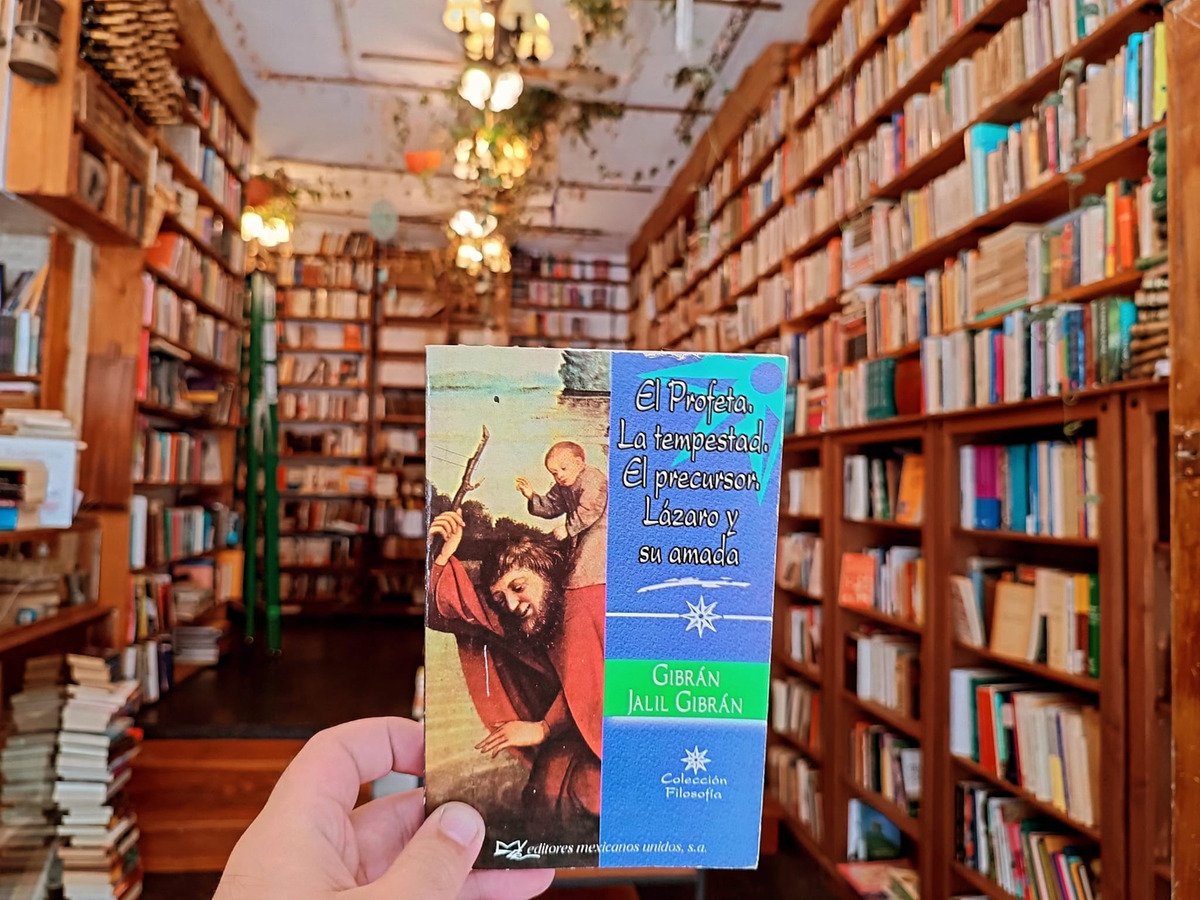 El Profeta.
La tempestad.
El precursor.
Lázaro y
su amada
GIBRÁN
JALIL GIBRÁN
Colección
Filosofía
editores mexicanos unidos, s.a.